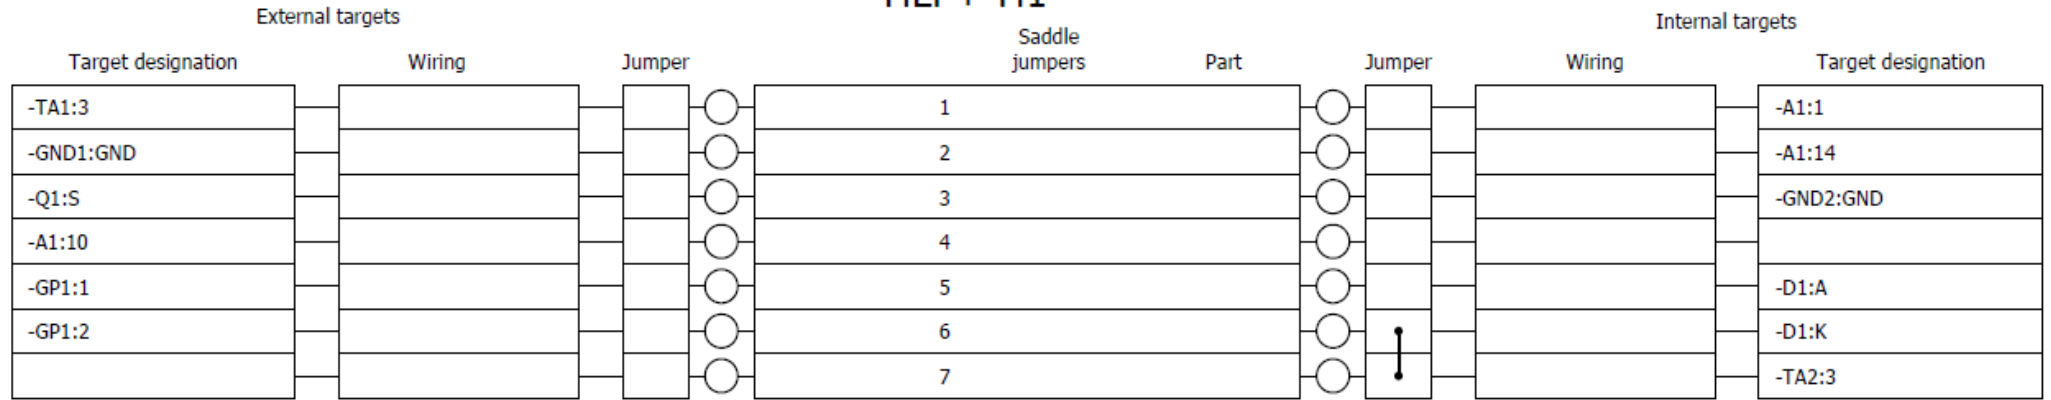 External targets
Internal targets
Saddle
Target designation Wiring Jumper jumpers Part Jumper Wiring Target designation
-TA1:3 1 -A1:1
-GND1:GND 2 -A1:14
-Q1:S 3 -GND2:GND
-A1:10 4
-GP1:1 5 -D1:A
-GP1:2 6 -D1:K
7 -TA2:3